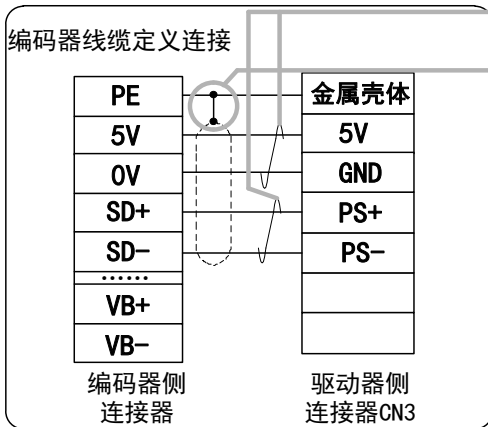 编码器线缆定义连接
PE
5V
0V
SD+
SD-
······
VB+
VB-
编码器侧
连接器
金属壳体
5V
GND
PS+
PS-
驱动器侧
连接器CN3